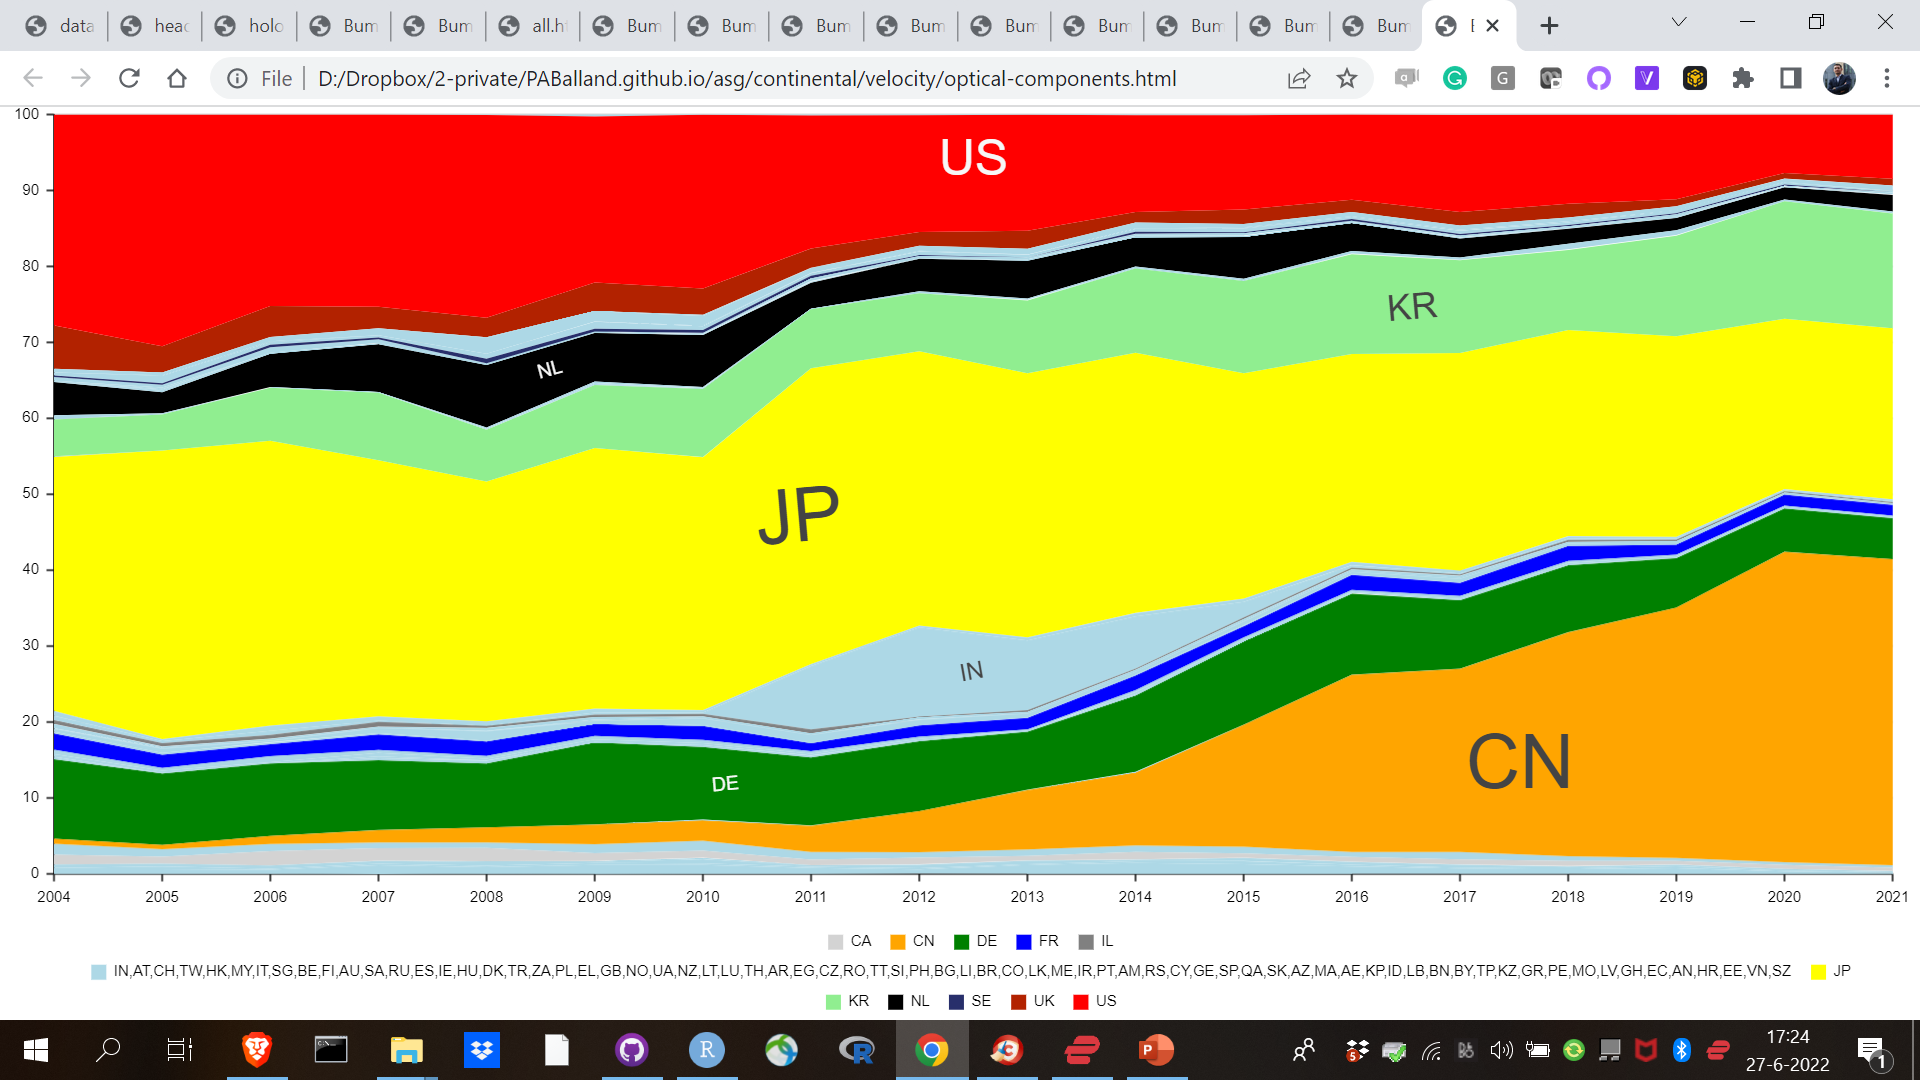 data
head
holo
Bum
Bum
all.h
Bum
Bum
Bum
Bum
Bum
Bum
Bum
Bum
Bum
File
D:/Dropbox/2-private/PABalland.github.io/asg/continental/velocity/optical-components.html
100
90
80
70
60
50
40
30
20
10
0
US
NL
KR
JP
IN
DE
CN
2004 2005 2006 2007 2008 2009 2010 2011 2012 2013 2014 2015 2016 2017 2018 2019 2020 2021
CA CN DE FR IL
IN,AT,CH,TW,HK,MY,IT,SG,BE,FI,AU,SA,RU,ES,IE,HU,DK,TR,ZA,PL,EL,GB,NO,UA,NZ,LT,LU,TH,AR,EG,CZ,RO,TT,SI,PH,BG,LI,BR,CO,LK,ME,IR,PT,AM,RS,CY,GE,SP,QA,SK,AZ,MA,AE,KP,ID,LB,BN,BY,TP,KZ,GR,PE,MO,LV,GH,EC,AN,HR,EE,VN,SZ JP
KR NL SE UK US
17:24
27-6-2022
1